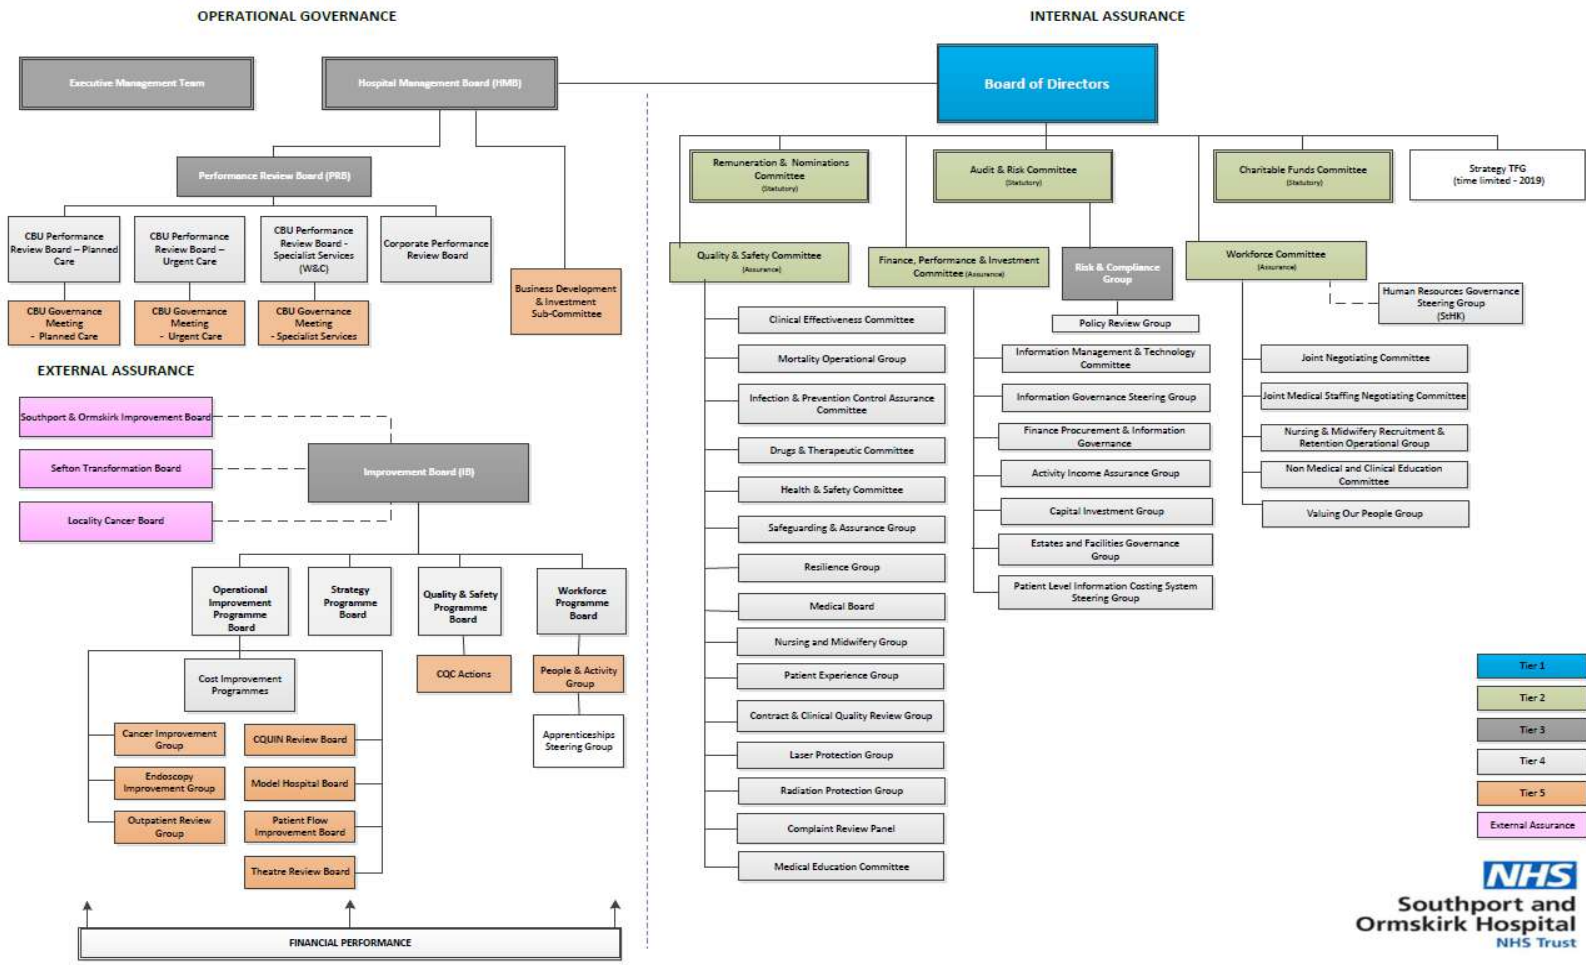 OPERATIONAL GOVERNANCE
INTERNAL ASSURANCE
Executive Management Team
Hospital Management Board (HMB)
Board of Directors
Performance Review Board (PRB)
Remuneration & Nominations
Committee
(Statutory)
Audit & Risk Committee
(Statutory)
Charitable Funds Committee
(Statutory)
Strategy TFG
(time limited - 2019)
CBU Performance
Review Board – Planned
Care
CBU Performance
Review Board –
Urgent Care
CBU Performance
Review Board -
Specialist Services
(W&C)
Corporate Performance
Review Board
CBU Governance
Meeting
- Planned Care
CBU Governance
Meeting
- Urgent Care
CBU Governance
Meeting
- Specialist Services
Business Development
& Investment
Sub-Committee
Quality & Safety Committee
(Assurance)
Finance, Performance & Investment
Committee (Assurance)
Risk & Compliance
Group
Policy Review Group
Workforce Committee
(Assurance)
Human Resources Governance
Steering Group
(StHK)
EXTERNAL ASSURANCE
Southport & Ormskirk Improvement Board
Sefton Transformation Board
Locality Cancer Board
Improvement Board (IB)
Operational
Improvement
Programme
Board
Strategy
Programme
Board
Quality & Safety
Programme
Board
Workforce
Programme
Board
Cost Improvement
Programmes
CQC Actions
People & Activity
Group
Apprenticeships
Steering Group
Cancer Improvement
Group
Endoscopy
Improvement Group
Outpatient Review
Group
CQUIN Review Board
Model Hospital Board
Patient Flow
Improvement Board
Theatre Review Board
FINANCIAL PERFORMANCE
Clinical Effectiveness Committee
Mortality Operational Group
Infection & Prevention Control Assurance
Committee
Drugs & Therapeutic Committee
Health & Safety Committee
Safeguarding & Assurance Group
Resilience Group
Medical Board
Nursing and Midwifery Group
Patient Experience Group
Contract & Clinical Quality Review Group
Laser Protection Group
Radiation Protection Group
Complaint Review Panel
Medical Education Committee
Information Management & Technology
Committee
Information Governance Steering Group
Finance Procurement & Information
Governance
Activity Income Assurance Group
Capital Investment Group
Estates and Facilities Governance
Group
Patient Level Information Costing System
Steering Group
Joint Negotiating Committee
Joint Medical Staffing Negotiating Committee
Nursing & Midwifery Recruitment &
Retention Operational Group
Non Medical and Clinical Education
Committee
Valuing Our People Group
Tier 1
Tier 2
Tier 3
Tier 4
Tier 5
External Assurance
NHS
Southport and
Ormskirk Hospital
NHS Trust